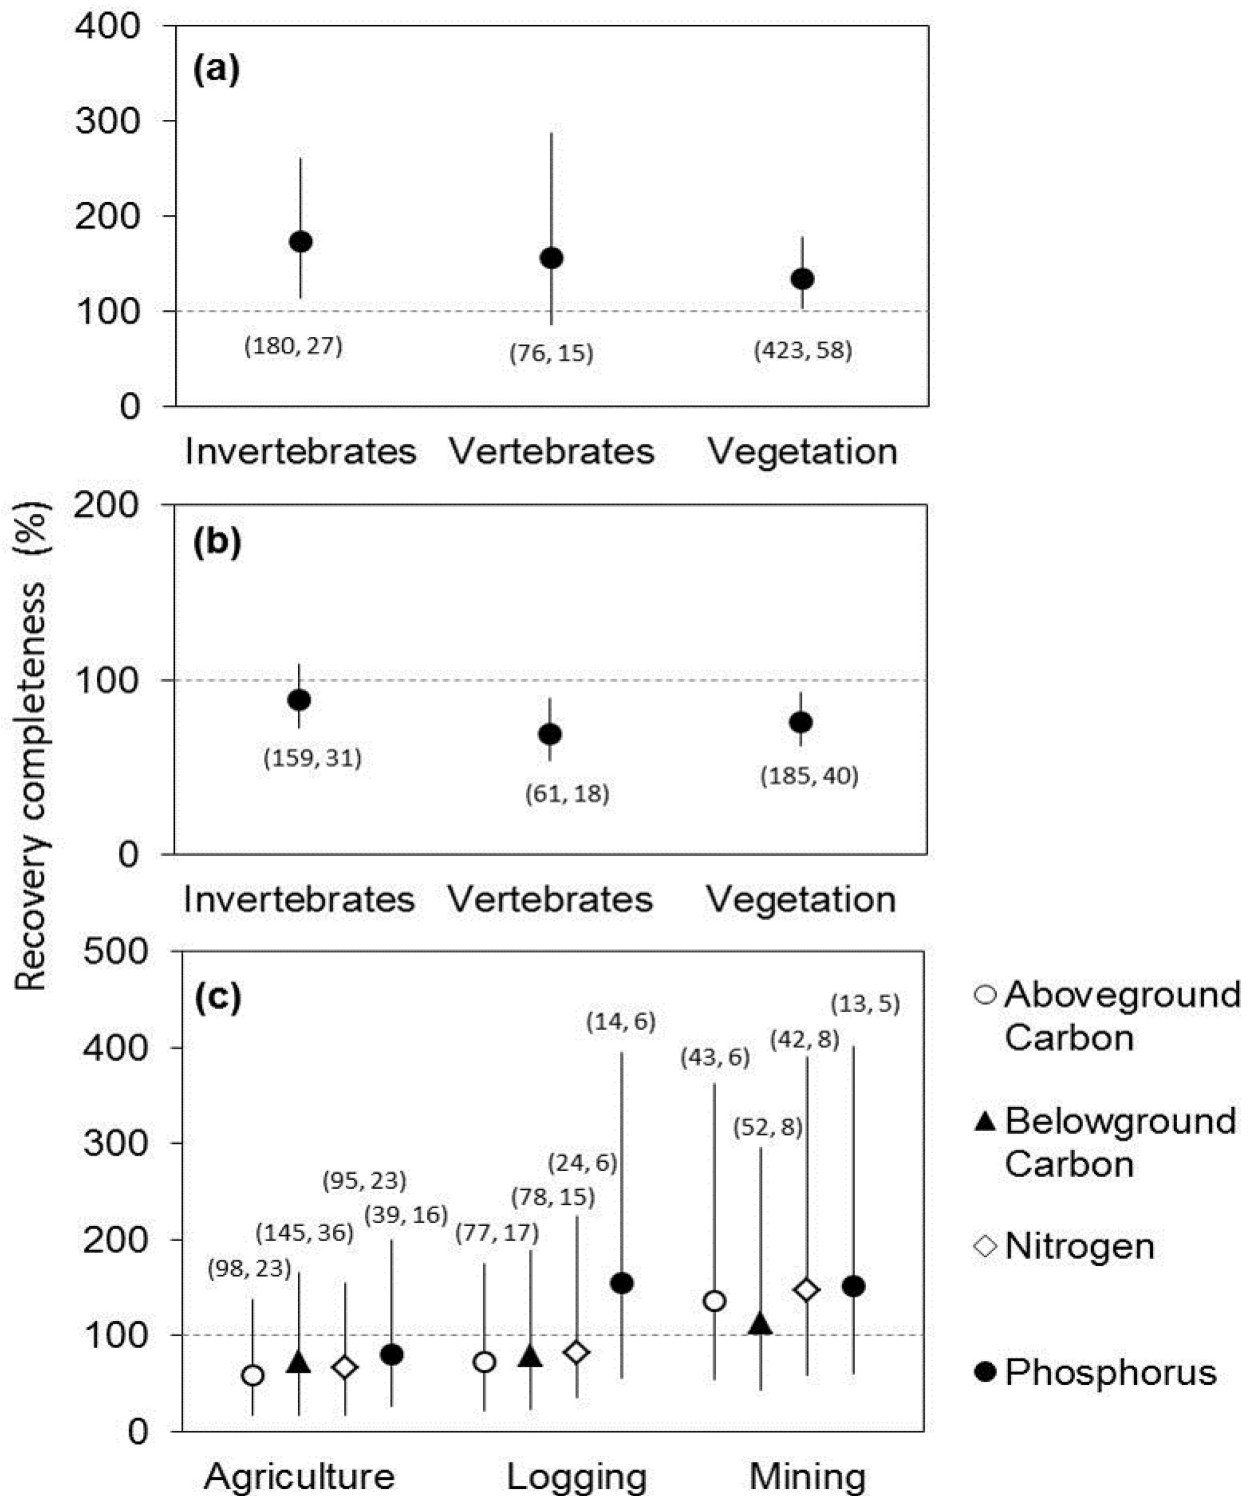 400
(a)
300
200
100
(180, 27)
(76, 15)
(423, 58)
0
Invertebrates
Vertebrates
Vegetation
Recovery completeness (%)
200
(b)
100
(159, 31)
(61, 18)
(185, 40)
0
Invertebrates
Vertebrates
Vegetation
500
(c)
400
300
200
100
0
(98, 23)
(145, 36)
(95, 23)
(39, 16)
(77, 17)
(78, 15)
(24, 6)
(14, 6)
(43, 6)
(52, 8)
(42, 8)
(13, 5)
Agriculture
Logging
Mining
Aboveground
Carbon
Belowground
Carbon
Nitrogen
Phosphorus